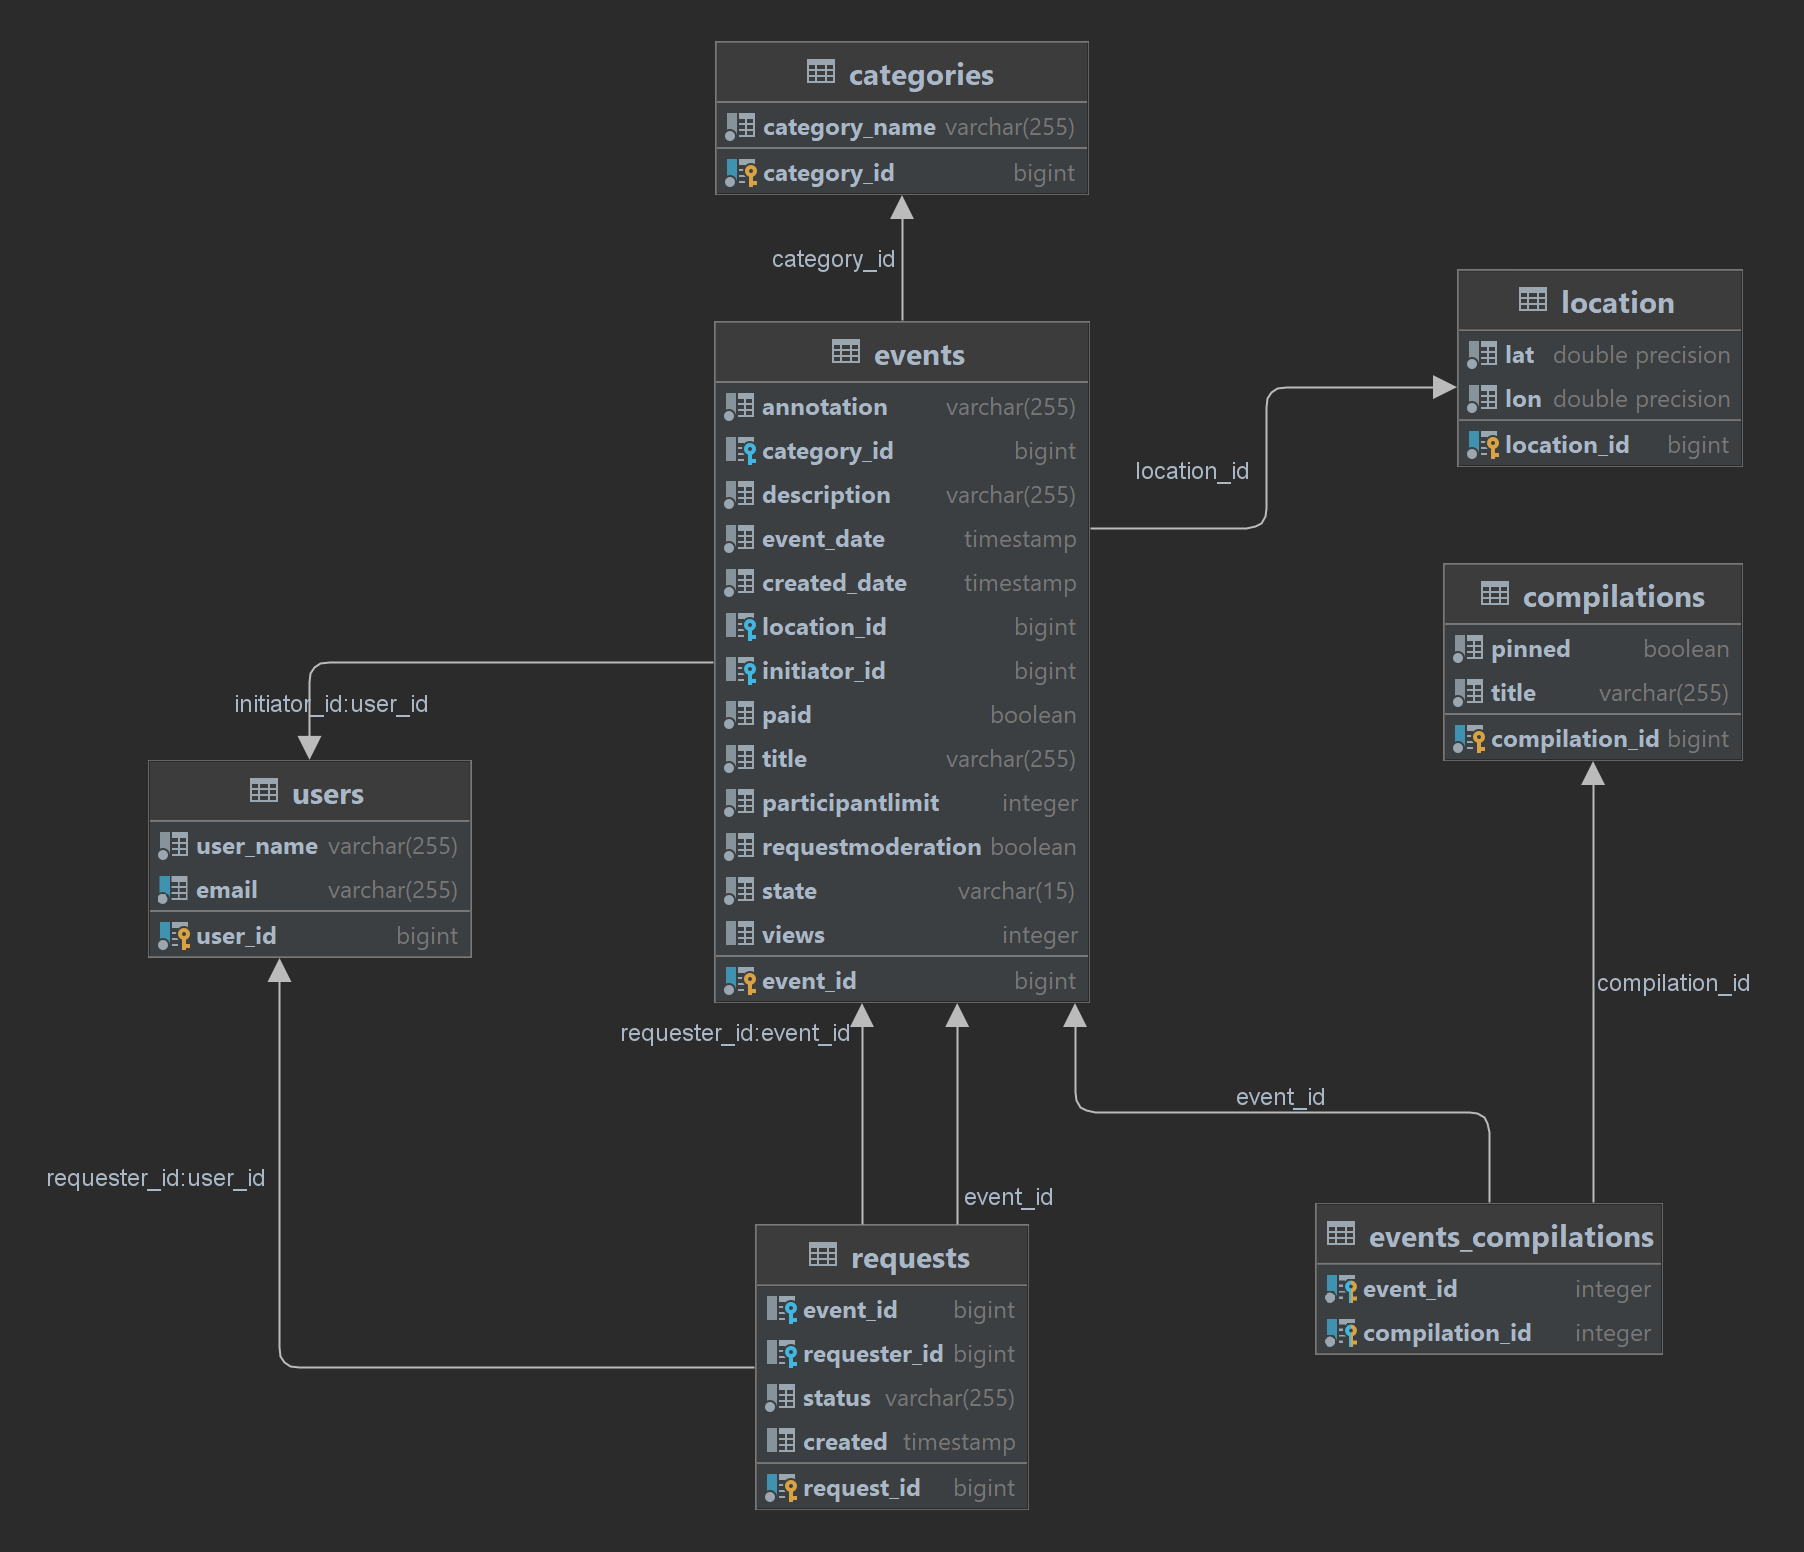 categories
category_name varchar(255)
category_id bigint
category_id
location
lat double precision
lon double precision
location_id bigint
location_id
events
annotation varchar(255)
category_id bigint
description varchar(255)
event_date timestamp
created_date timestamp
location_id bigint
initiator_id bigint
paid boolean
title varchar(255)
participantlimit integer
requestmoderation boolean
state varchar(15)
views integer
event_id bigint
compilations
pinned boolean
title varchar(255)
compilation_id bigint
initiator_id:user_id
users
user_name varchar(255)
email varchar(255)
user_id bigint
compilation_id
requester_id:event_id
event_id
requester_id:user_id
event_id
requests
event_id bigint
requester_id bigint
status varchar(255)
created timestamp
request_id bigint
events_compilations
event_id integer
compilation_id integer